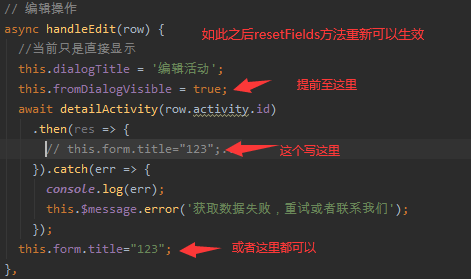 // 编辑操作
async handleEdit(row) {
如此之后resetFields方法重新可以生效
//当前只是直接显示
this.dialogTitle = '编辑活动';
this.fromDialogVisible = true;
提前至这里
await detailActivity(row.activity.id)
.then(res => {
// this.form.title="123";.
这个写这里
}).catch(err => {
console.log(err);
this.$message.error('获取数据失败，重试或者联系我们');
});
this.form.title="123";
或者这里都可以
},